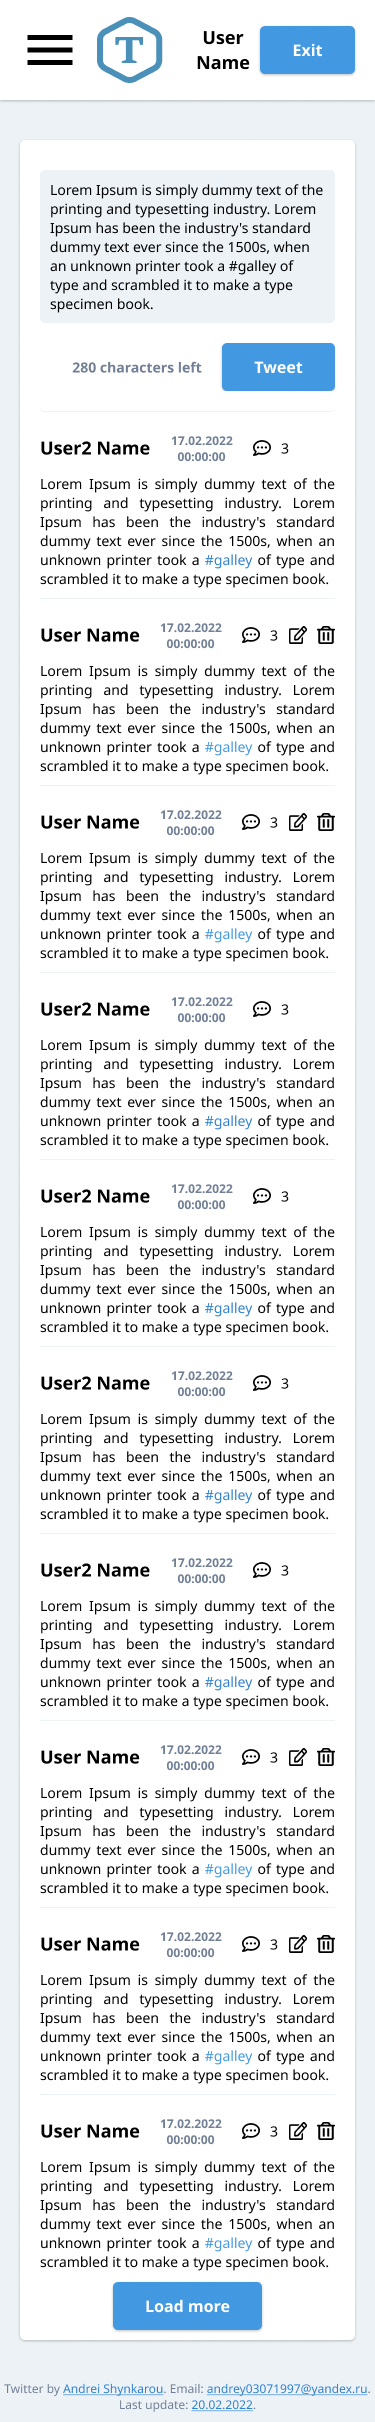 T
User
Name
Exit
Lorem Ipsum is simply dummy text of the
printing and typesetting industry. Lorem
Ipsum has been the industry's standard
dummy text ever since the 1500s, when
an unknown printer took a #galley of
type and scrambled it to make a type
specimen book.
280 characters left
Tweet
User2 Name 17.02.2022 3
00:00:00
Lorem Ipsum is simply dummy text of the
printing and typesetting industry. Lorem
Ipsum has been the industry's standard
dummy text ever since the 1500s, when an
unknown printer took a #galley of type and
scrambled it to make a type specimen book.
User Name 17.02.2022 3
00:00:00
Lorem Ipsum is simply dummy text of the
printing and typesetting industry. Lorem
Ipsum has been the industry's standard
dummy text ever since the 1500s, when an
unknown printer took a #galley of type and
scrambled it to make a type specimen book.
User Name 17.02.2022 3
00:00:00
Lorem Ipsum is simply dummy text of the
printing and typesetting industry. Lorem
Ipsum has been the industry's standard
dummy text ever since the 1500s, when an
unknown printer took a #galley of type and
scrambled it to make a type specimen book.
User2 Name 17.02.2022 3
00:00:00
Lorem Ipsum is simply dummy text of the
printing and typesetting industry. Lorem
Ipsum has been the industry's standard
dummy text ever since the 1500s, when an
unknown printer took a #galley of type and
scrambled it to make a type specimen book.
User2 Name 17.02.2022 3
00:00:00
Lorem Ipsum is simply dummy text of the
printing and typesetting industry. Lorem
Ipsum has been the industry's standard
dummy text ever since the 1500s, when an
unknown printer took a #galley of type and
scrambled it to make a type specimen book.
User2 Name 17.02.2022 3
00:00:00
Lorem Ipsum is simply dummy text of the
printing and typesetting industry. Lorem
Ipsum has been the industry's standard
dummy text ever since the 1500s, when an
unknown printer took a #galley of type and
scrambled it to make a type specimen book.
User2 Name 17.02.2022 3
00:00:00
Lorem Ipsum is simply dummy text of the
printing and typesetting industry. Lorem
Ipsum has been the industry's standard
dummy text ever since the 1500s, when an
unknown printer took a #galley of type and
scrambled it to make a type specimen book.
User Name 17.02.2022 3
00:00:00
Lorem Ipsum is simply dummy text of the
printing and typesetting industry. Lorem
Ipsum has been the industry's standard
dummy text ever since the 1500s, when an
unknown printer took a #galley of type and
scrambled it to make a type specimen book.
User Name 17.02.2022 3
00:00:00
Lorem Ipsum is simply dummy text of the
printing and typesetting industry. Lorem
Ipsum has been the industry's standard
dummy text ever since the 1500s, when an
unknown printer took a #galley of type and
scrambled it to make a type specimen book.
User Name 17.02.2022 3
00:00:00
Lorem Ipsum is simply dummy text of the
printing and typesetting industry. Lorem
Ipsum has been the industry's standard
dummy text ever since the 1500s, when an
unknown printer took a #galley of type and
scrambled it to make a type specimen book.
Load more
Twitter by Andrei Shynkarou. Email: andrey03071997@yandex.ru.
Last update: 20.02.2022.